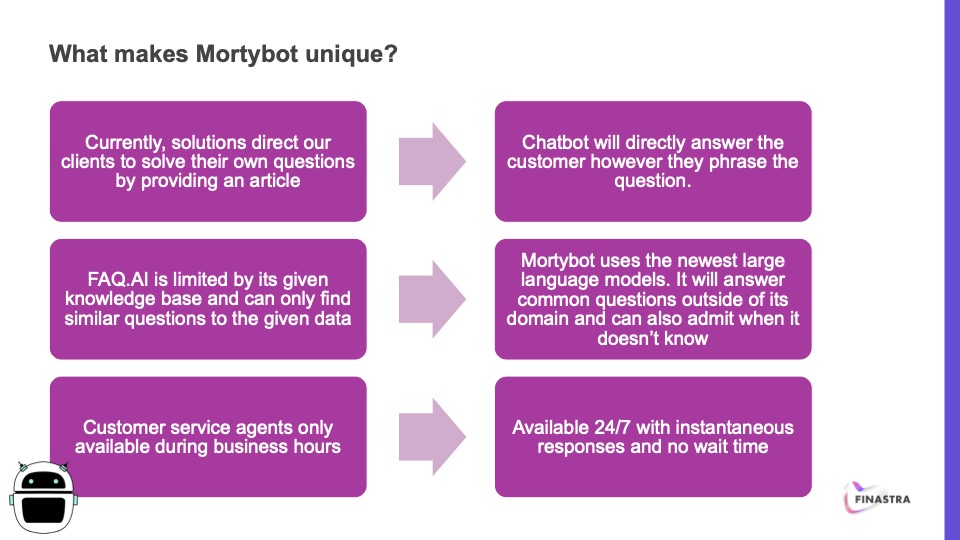 What makes Mortybot unique?
Currently, solutions direct our
clients to solve their own questions
by providing an article
Chatbot will directly answer the
customer however they phrase the
question.
FAQ.AI is limited by its given
knowledge base and can only find
similar questions to the given data
Mortybot uses the newest large
language models. It will answer
common questions outside of its
domain and can also admit when it
doesn’t know
Customer service agents only
available during business hours
Available 24/7 with instantaneous
responses and no wait time
FINASTRA